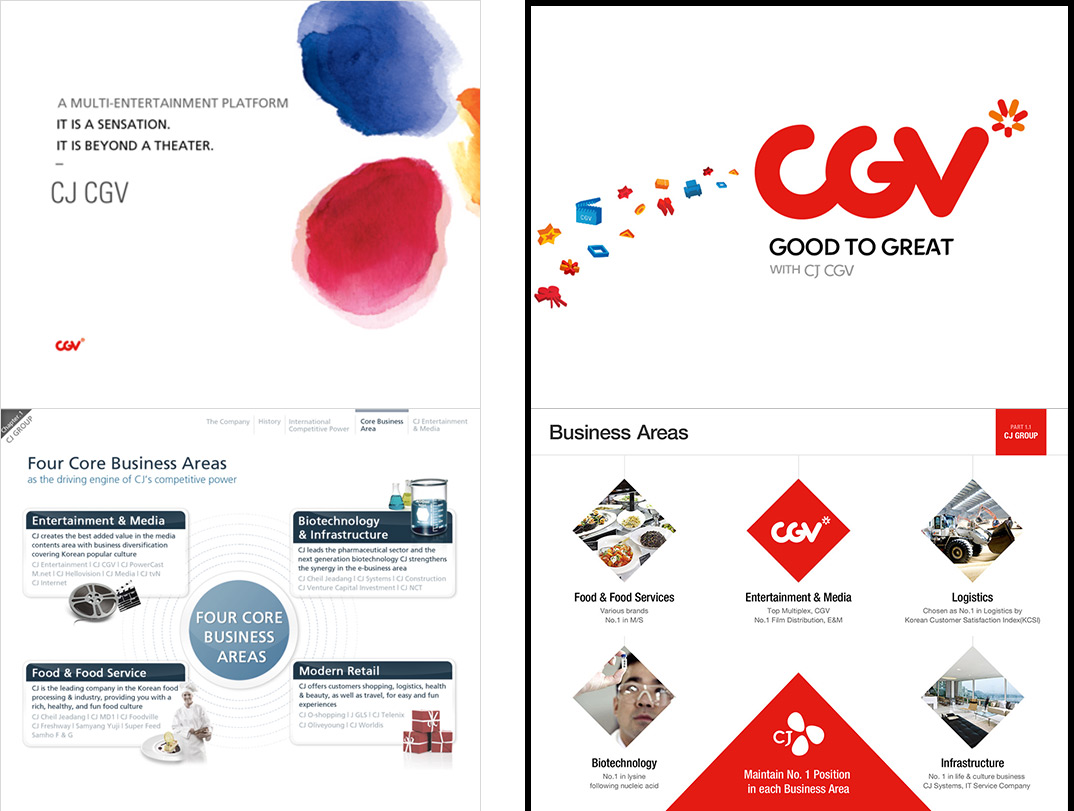 A MULTI-ENTERTAINMENT PLATFORM
IT IS A SENSATION.
IT IS BEYOND A THEATER.
CJ CGV
CGV
CGV
CGV
GOOD TO GREAT
WITH CJ CGV
Chapter.1
CJ GROUP
The Company
History
International
Competitive Power
Core Business
Area
CJ Entertainment
& Media
Four Core Business Areas
as the driving engine of CJ's competitive power
Entertainment & Media
CJ creates the best added value in the media
contents area with business diversification
covering Korean popular culture
CJ Entertainment l CJ CGV l CJ PowerCast
M.net l CJ Hellovision l CJ Media l CJ tvN
CJ Internet
Biotechnology
& Infrastructure
CJ leads the pharmaceutical sector and the
next generation biotechnology CJ strengthens
the synergy in the e-business area
CJ Cheil Jeadang l CJ Systems l CJ Construction
CJ Venture Capital Investment l CJ NCT
FOUR CORE
BUSINESS
AREAS
Food & Food Service
CJ is the leading company in the Korean food
processing & industry, providing you with a
rich, healthy, and fun food culture
CJ Cheil Jeadang l CJ MD1 l CJ Foodville
CJ Freshway l Samyang Yuji l Super Feed
Samho F & G
Modern Retail
CJ offers customers shopping, logistics, health
& beauty, as well as travel, for easy and fun
experiences
CJ O-shopping l J GLS l CJ Telenix
CJ Oliveyoung l CJ Worldis
Business Areas
PART 1.1
CJ GROUP
CGV
Food & Food Services
Various brands
No.1 in M/S
Entertainment & Media
Top Multiplex, CGV
No.1 Film Distribution, E&M
Logistics
Chosen as No.1 in Logistics by
Korean Customer Satisfaction Index(KCSI)
Biotechnology
No.1 in lysine
following nucleic acid
CJ
Maintain No. 1 Position
in each Business Area
Infrastructure
No. 1 in life & culture business
CJ Systems, IT Service Company